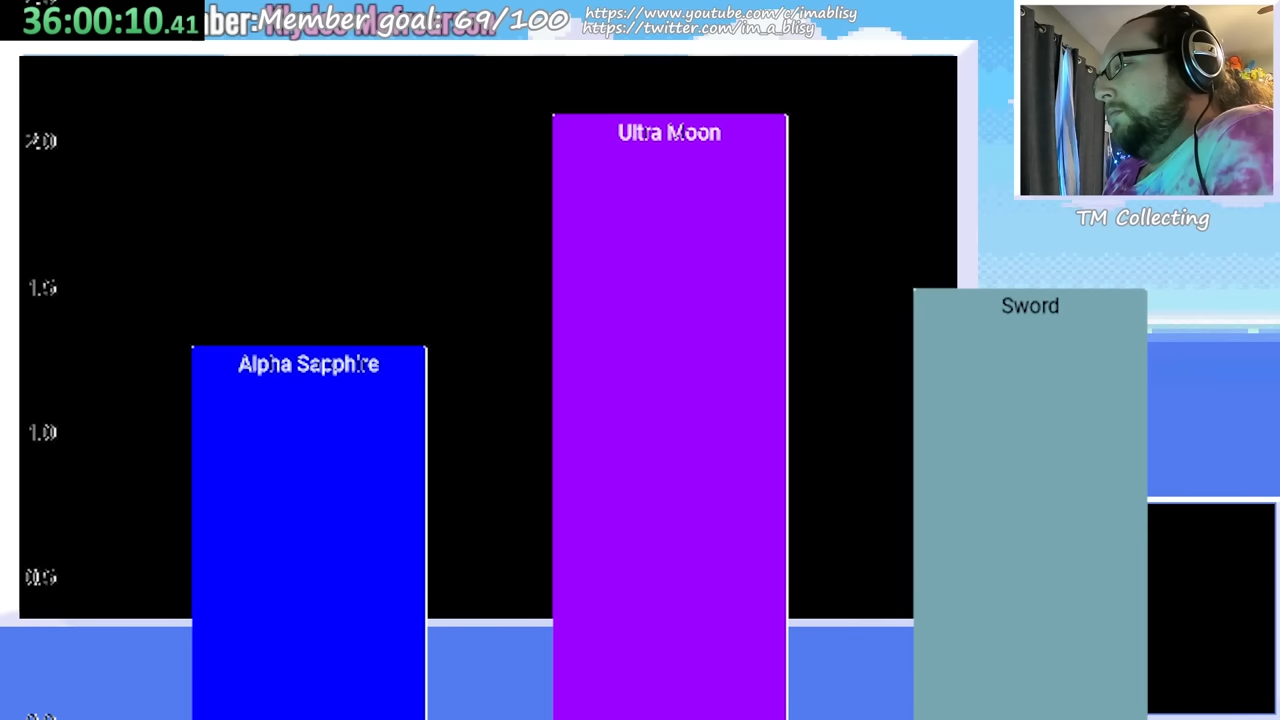 36:00:10.41
ber:
Member goal: 69/100
https://www.youtube.com/c/imablisy
https://twitter.com/im_a_blisy
2.0
Ultra Moon
TM Collecting
1.5
Sword
Alpha Sapphire
1.0
0.5